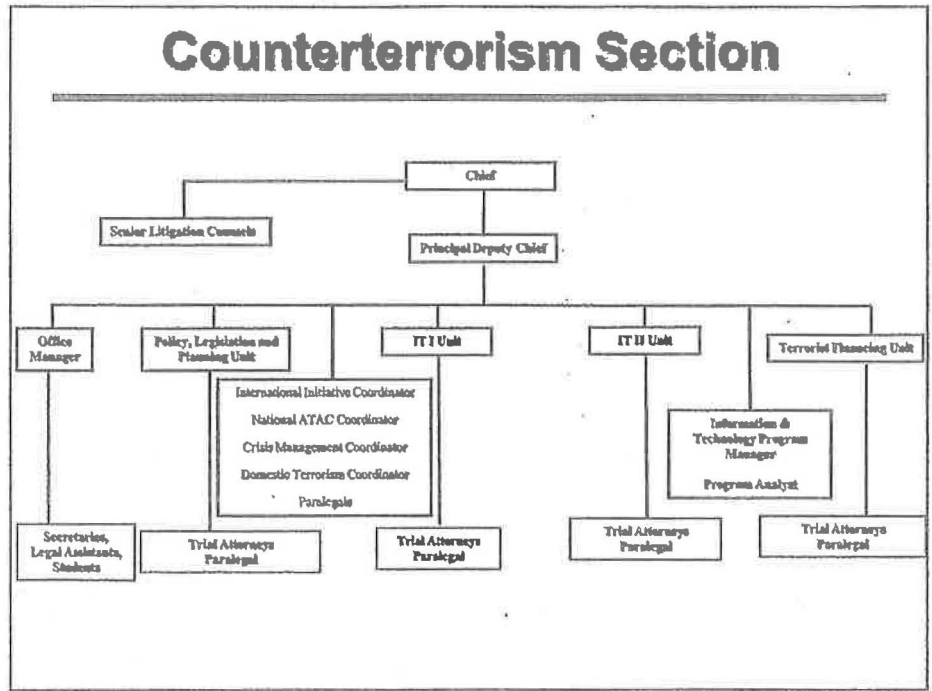 Counterterrorism Section
Chief
Senior Litigation Counsels
Principal Deputy Chief
Office
Manager
Policy, Legislation and
Planning Unit
IT I Unit
IT II Unit
Terrorist Financing Unit
International Initiative Coordinator
National ATAC Coordinator
Crisis Management Coordinator
Domestic Terrorism Coordinator
Paralegals
Information &
Technology Program
Manager
Program Analyst
Secretaries,
Legal Assistants,
Students
Trial Attorneys
Paralegal
Trial Attorneys
Paralegal
Trial Attorneys
Paralegal
Trial Attorneys
Paralegal